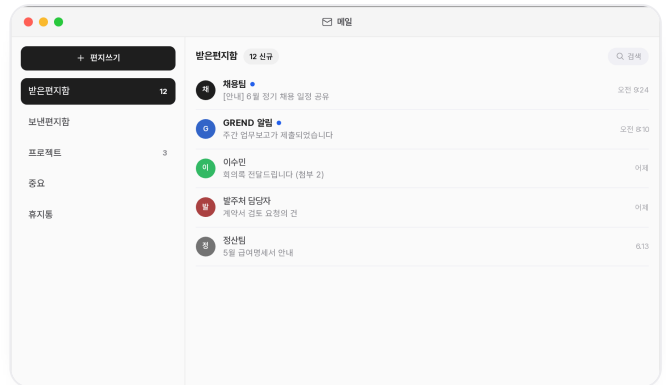 메일
+ 편지쓰기
받은편지함 12
보낸편지함
프로젝트 3
중요
휴지통
받은편지함 12 신규 검색
채 채용팀 오전 9:24
[안내] 6월 정기 채용 일정 공유
G GREND 알림 오전 8:10
주간 업무보고가 제출되었습니다
이 이수민 어제
회의록 전달드립니다 (첨부 2)
발 발주처 담당자 어제
계약서 검토 요청의 건
정 정산팀 6.13
5월 급여명세서 안내